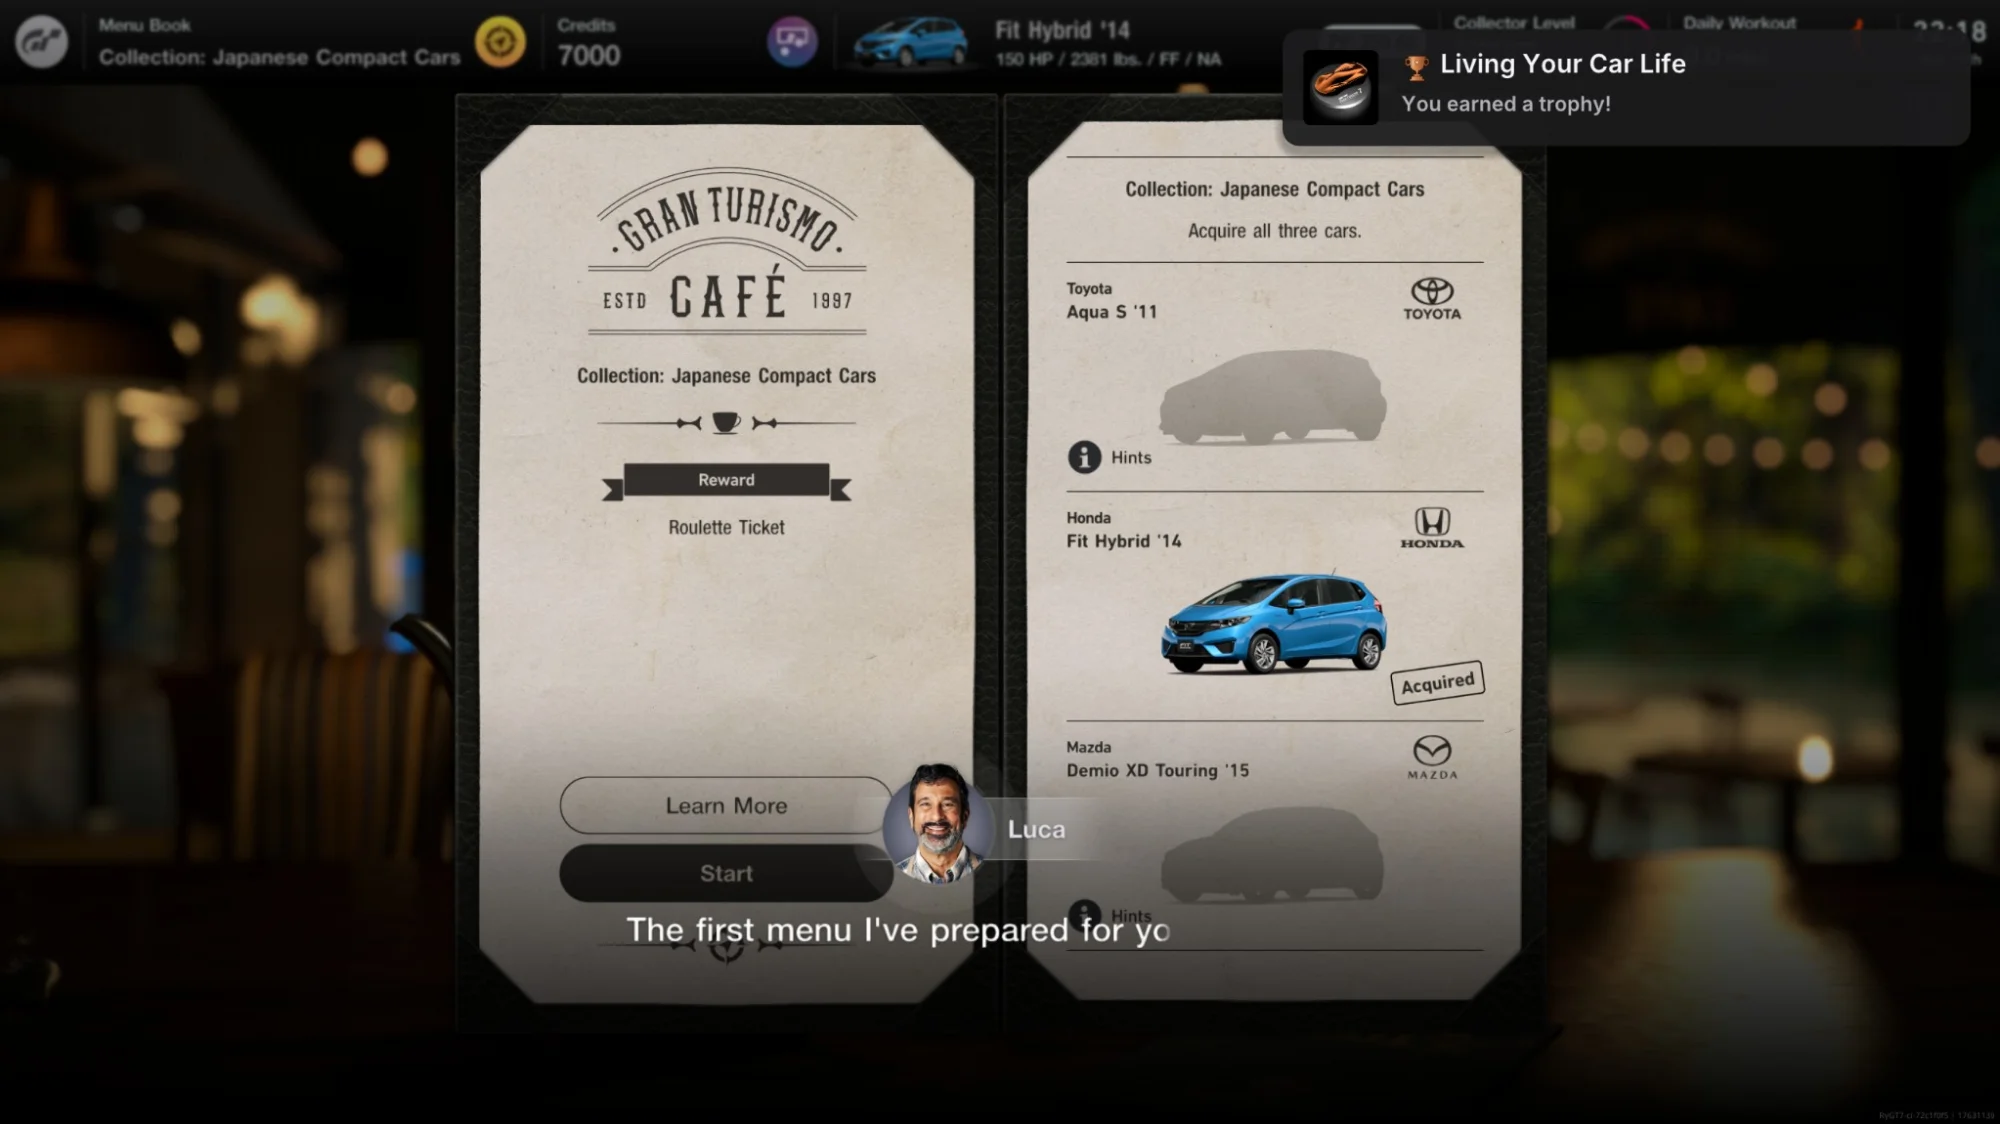 Menu Book
Collection: Japanese Compact Cars
Credits
7000
Fit Hybrid '14
150 HP / 2381 lbs. / FF / NA
Collector Level
Daily Workout
Living Your Car Life
You earned a trophy!
GRAN TURISMO
ESTD CAFÉ 1997
Collection: Japanese Compact Cars
Reward
Roulette Ticket
Learn More
Start
Collection: Japanese Compact Cars
Acquire all three cars.
Toyota
Aqua S '11
TOYOTA
Hints
Honda
Fit Hybrid '14
HONDA
Acquired
Mazda
Demio XD Touring '15
MAZDA
Hints
Luca
The first menu I've prepared for yo